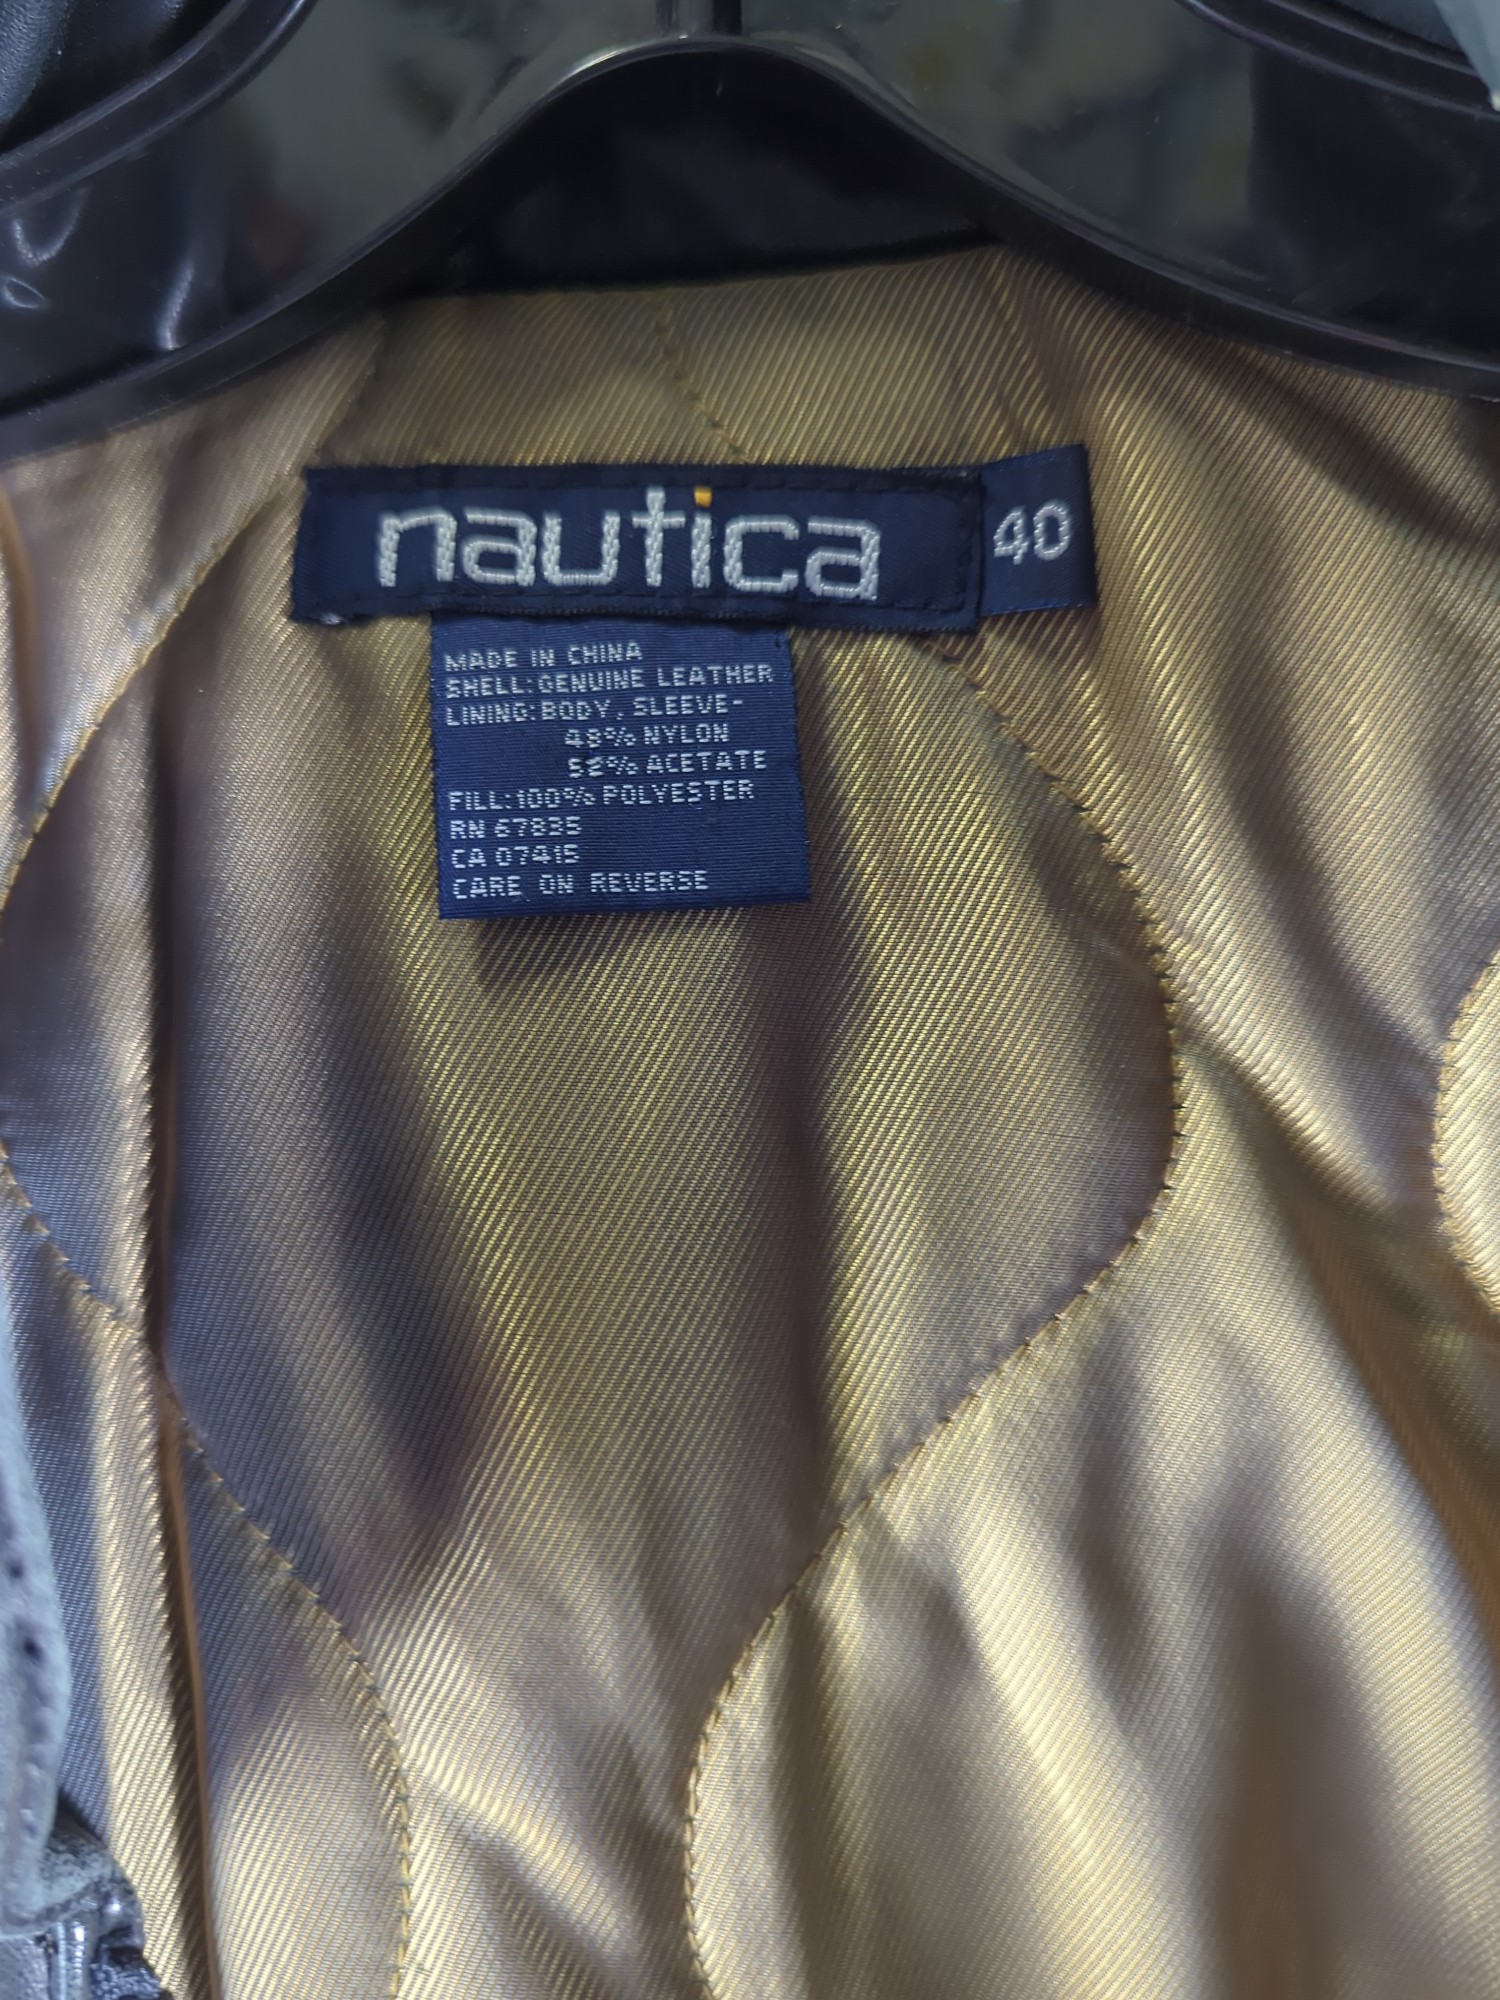 nautica 40
MADE IN CHINA
SHELL: GENUINE LEATHER
LINING: BODY, SLEEVE-
48% NYLON
52% ACETATE
FILL: 100% POLYESTER
RN 67835
CA 07415
CARE ON REVERSE